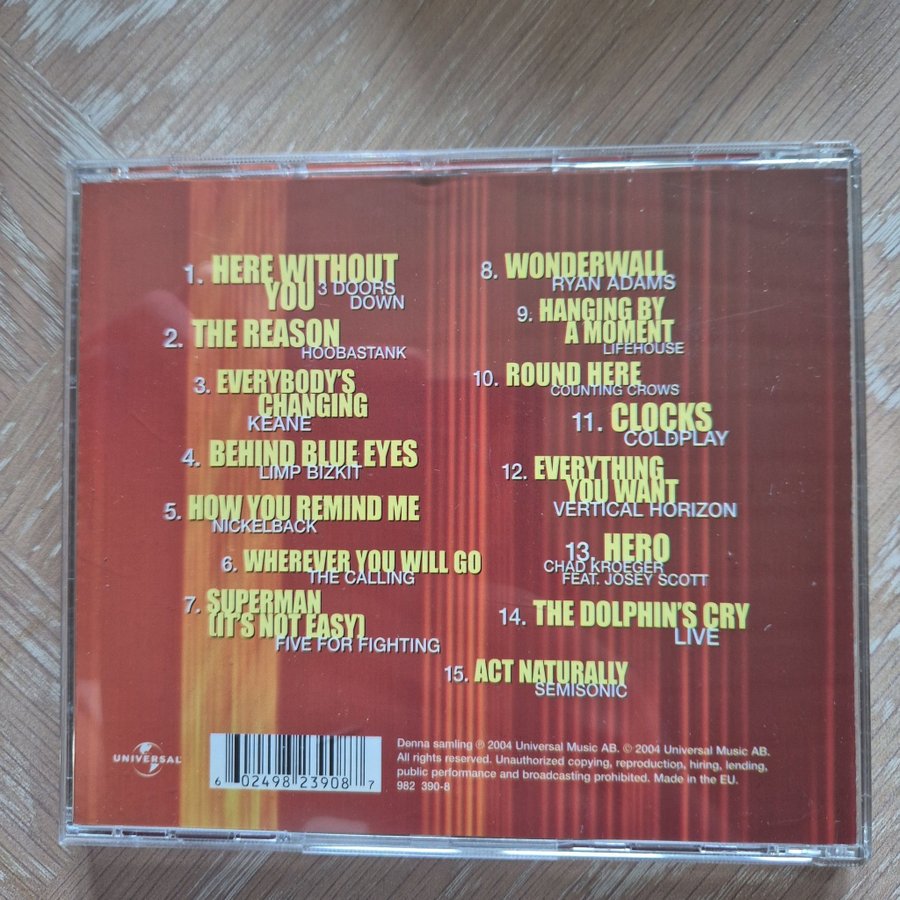 1. HERE WITHOUT
YOU 3 DOORS
DOWN
2. THE REASON
HOOBASTANK
3. EVERYBODY'S
CHANGING
KEANE
4. BEHIND BLUE EYES
LIMP BIZKIT
5. HOW YOU REMIND ME
NICKELBACK
6. WHEREVER YOU WILL GO
THE CALLING
7. SUPERMAN
(IT'S NOT EASY)
FIVE FOR FIGHTING
8. WONDERWALL
RYAN ADAMS
9. HANGING BY
A MOMENT
LIFEHOUSE
10. ROUND HERE
COUNTING CROWS
11. CLOCKS
COLDPLAY
12. EVERYTHING
YOU WANT
VERTICAL HORIZON
13. HERO
CHAD KROEGER
FEAT. JOSEY SCOTT
14. THE DOLPHIN'S CRY
LIVE
15. ACT NATURALLY
SEMISONIC
UNIVERSAL
6 02498 23908 7
Denna samling ℗ 2004 Universal Music AB. © 2004 Universal Music AB.
All rights reserved. Unauthorized copying, reproduction, hiring, lending,
public performance and broadcasting prohibited. Made in the EU.
982 390-8